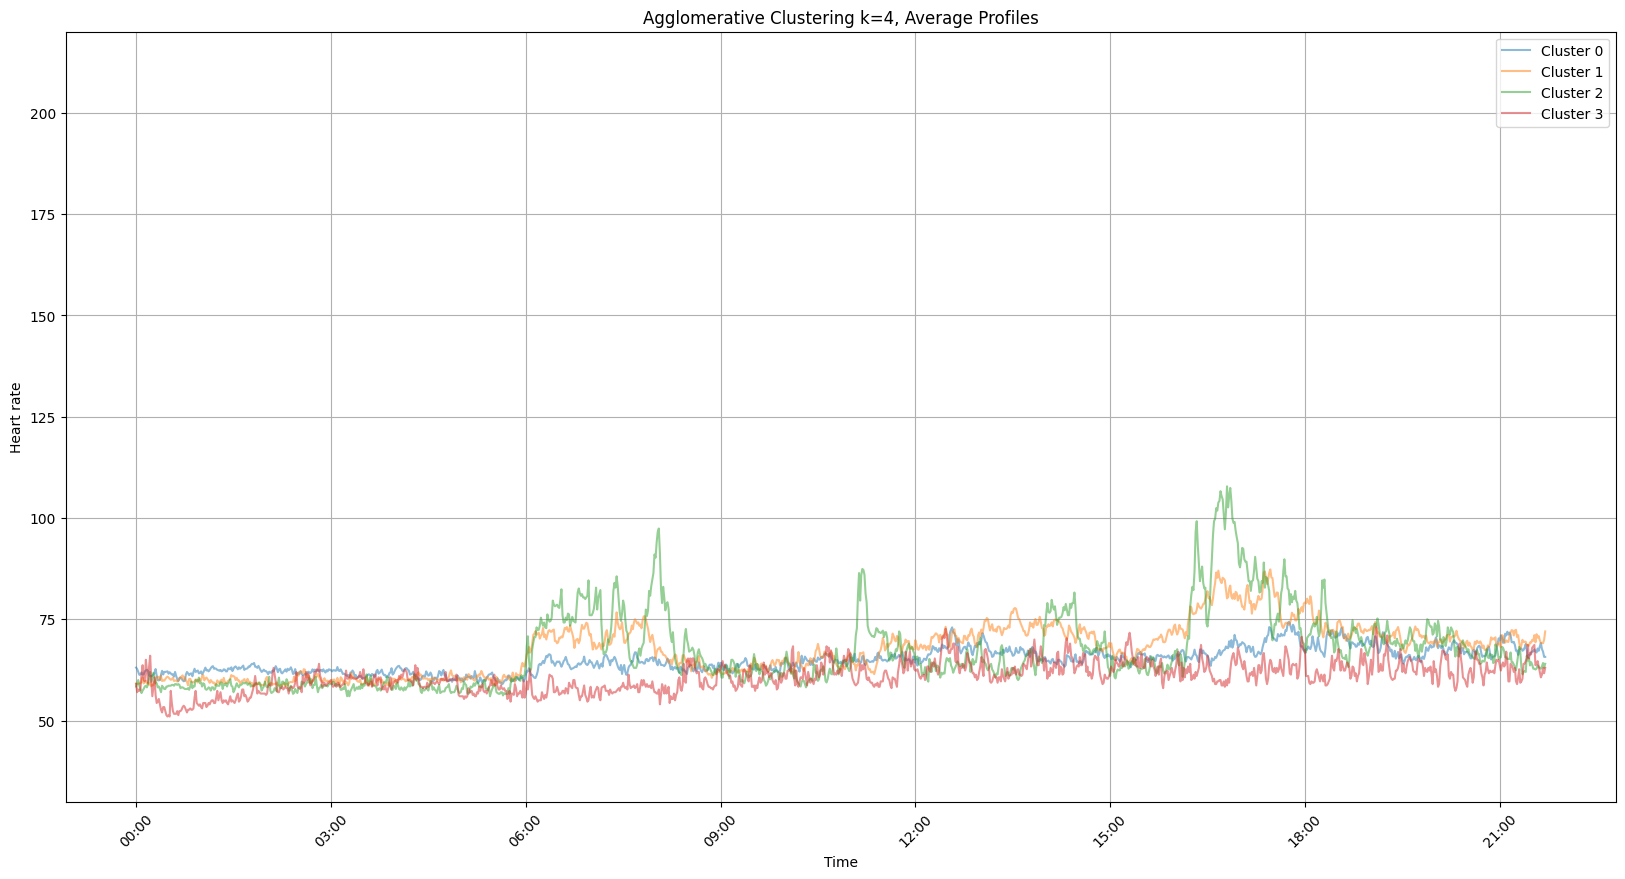 Agglomerative Clustering k=4, Average Profiles
Cluster 0
Cluster 1
Cluster 2
Cluster 3
200
175
150
125
100
75
50
Heart rate
00:00
03:00
06:00
09:00
12:00
15:00
18:00
21:00
Time